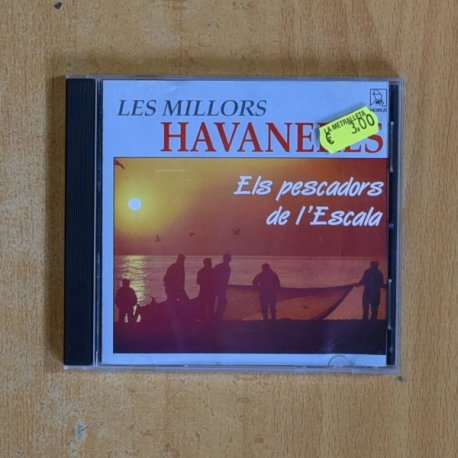 LES MILLORS
HAVANERES
LA METRALLETA
€ 3,00
Els pescadors
de l'Escala